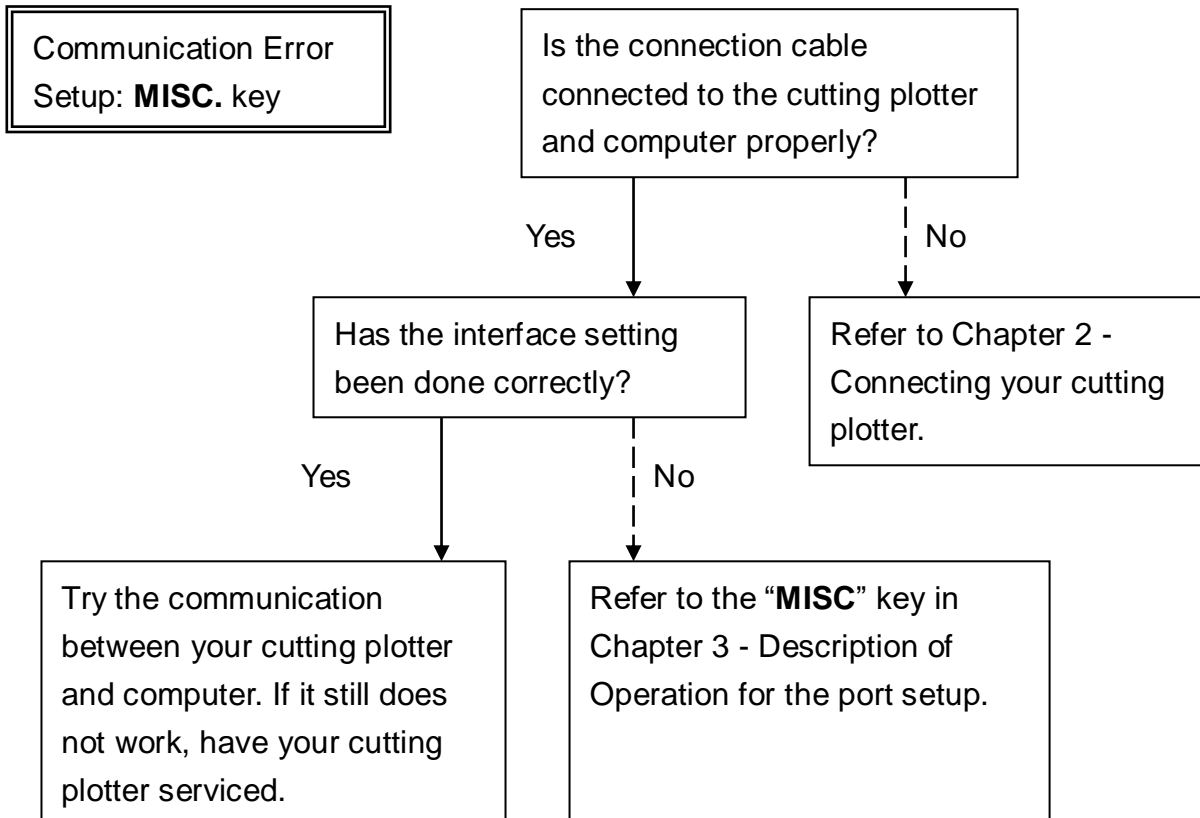 Communication Error
Setup: MISC. key
Is the connection cable
connected to the cutting plotter
and computer properly?
Yes
No
Has the interface setting
been done correctly?
Refer to Chapter 2 -
Connecting your cutting
plotter.
Yes
No
Try the communication
between your cutting plotter
and computer. If it still does
not work, have your cutting
plotter serviced.
Refer to the “MISC” key in
Chapter 3 - Description of
Operation for the port setup.